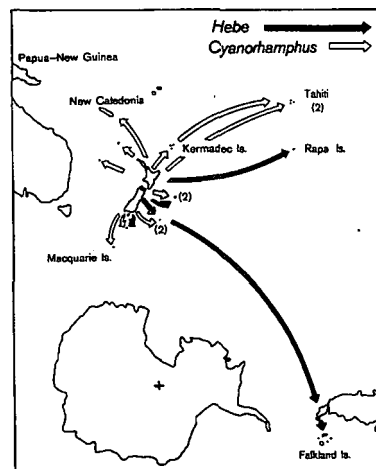 Hebe
Cyanorhamphus
Papua-New Guinea
New Caledonia
Tahiti
(2)
Kermadec Is.
Rapa Is.
(2)
(2)
Macquarie Is.
Falkland Is.